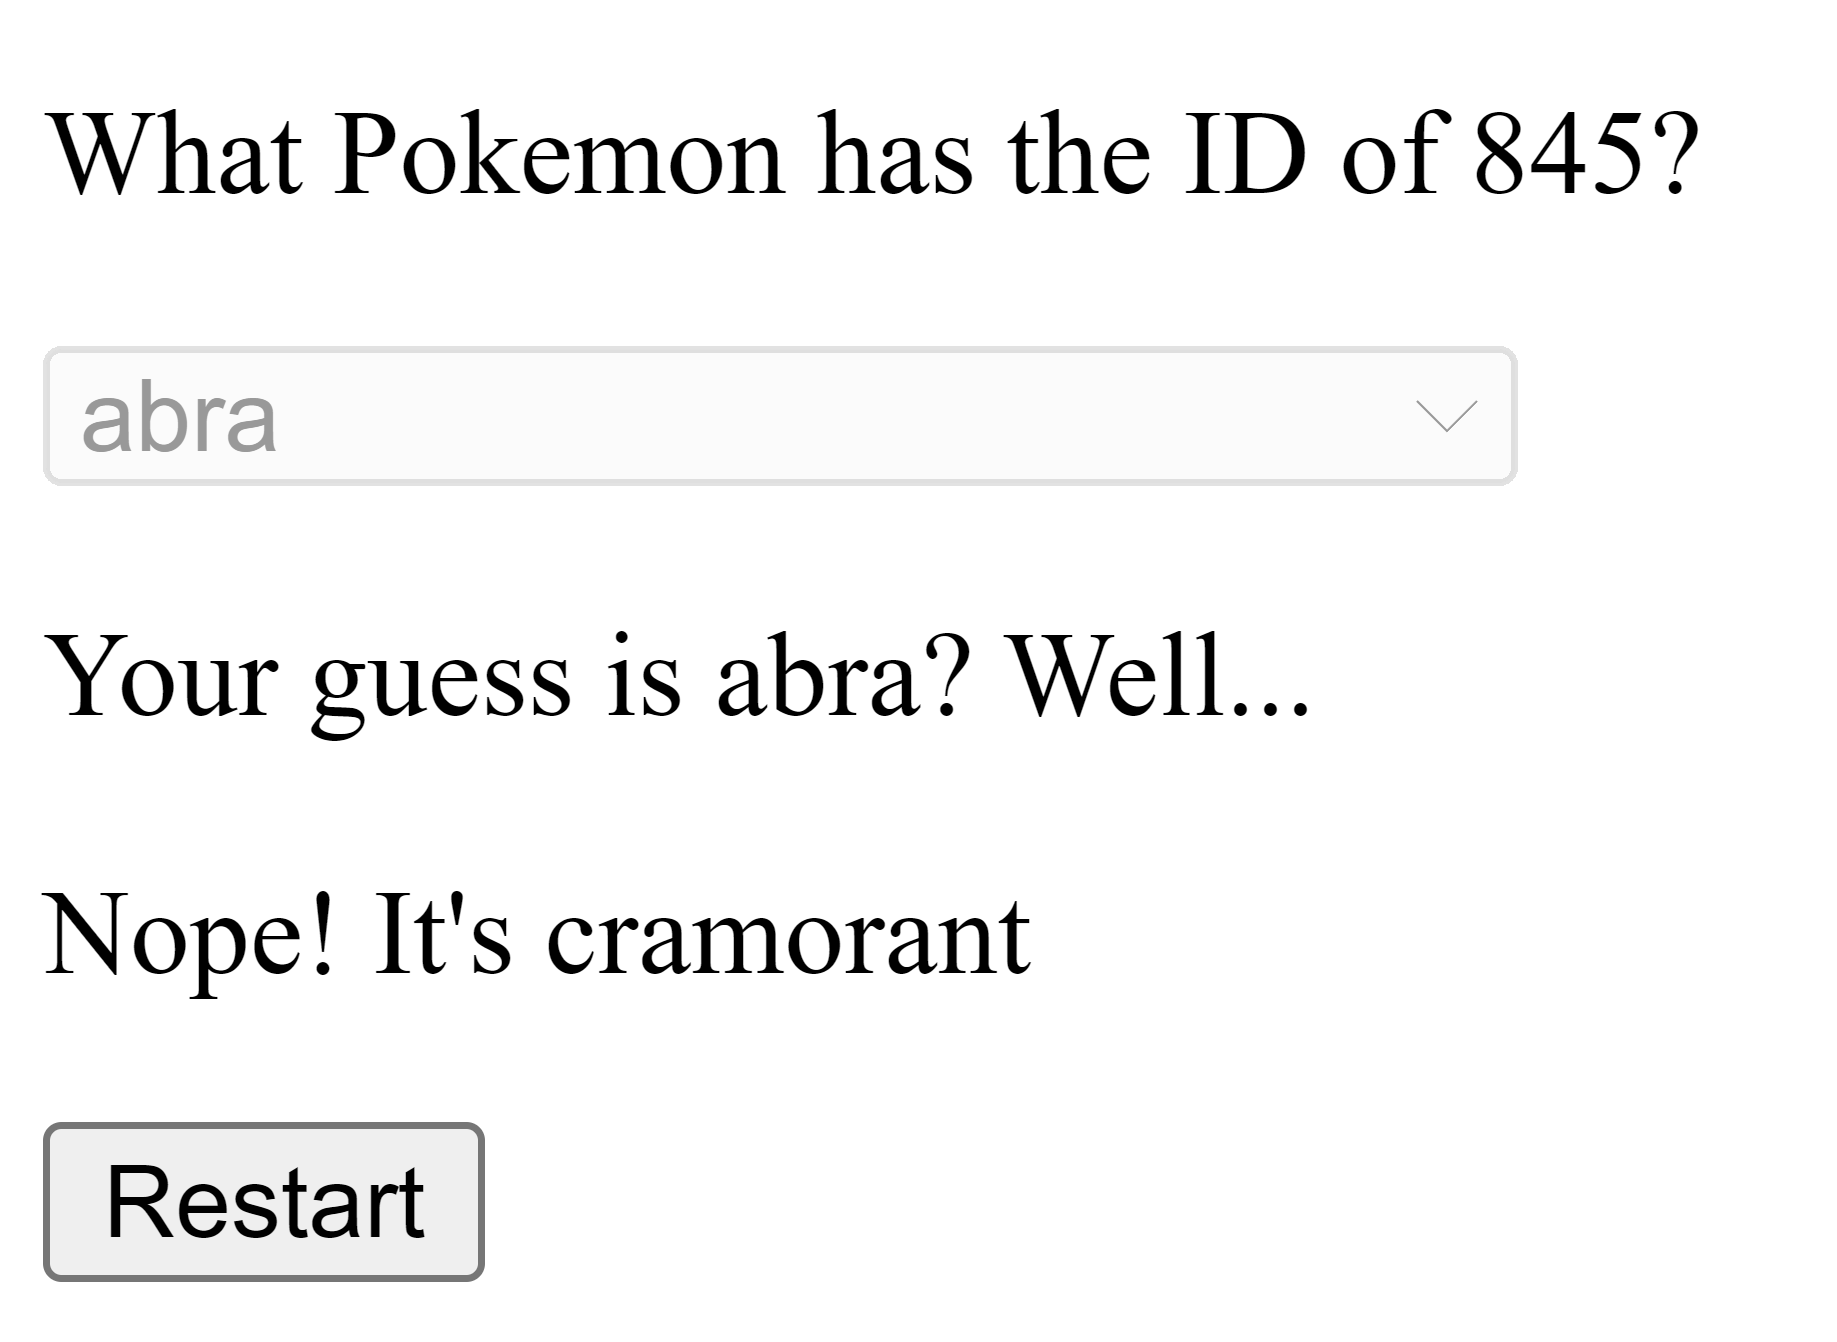 What Pokemon has the ID of 845?
abra
Your guess is abra? Well...
Nope! It's cramorant
Restart